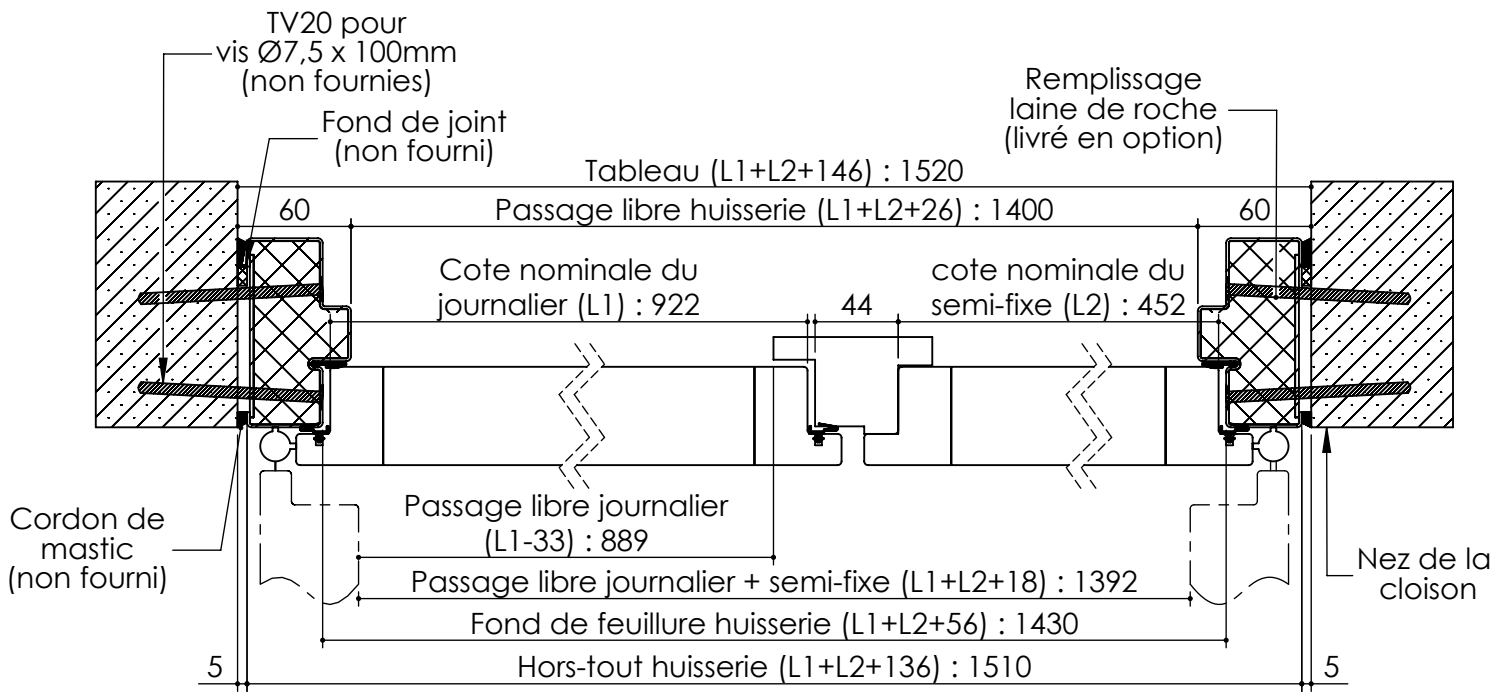 TV20 pour
vis Ø7,5 x 100mm
(non fournies)
Fond de joint
(non fourni)
Remplissage
laine de roche
(livré en option)
Tableau (L1+L2+146) : 1520
60
Passage libre huisserie (L1+L2+26) : 1400
60
Cote nominale du
journalier (L1) : 922
44
cote nominale du
semi-fixe (L2) : 452
Passage libre journalier
(L1-33) : 889
Cordon de
mastic
(non fourni)
Nez de la
cloison
Passage libre journalier + semi-fixe (L1+L2+18) : 1392
Fond de feuillure huisserie (L1+L2+56) : 1430
5
Hors-tout huisserie (L1+L2+136) : 1510
5